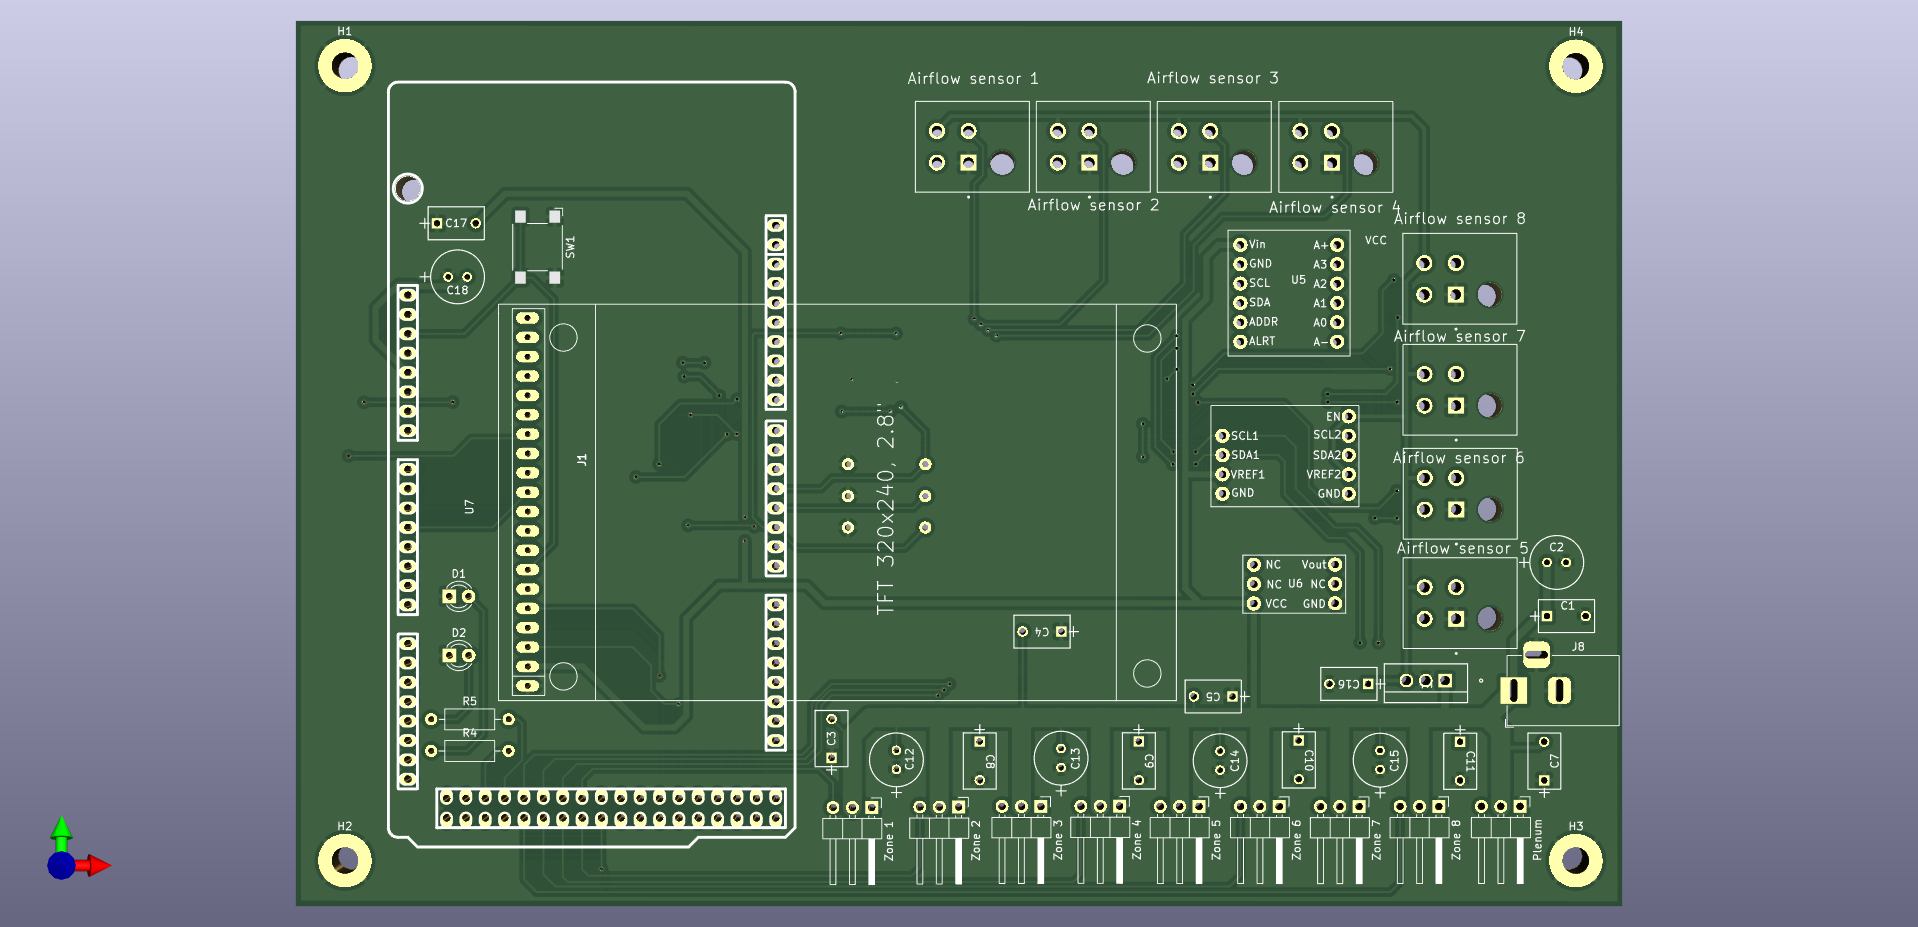 H1
H4
Airflow sensor 1
Airflow sensor 3
Airflow sensor 2
Airflow sensor 4
Airflow sensor 8
C17
SW1
C18
Vin
A+
VCC
GND
A3
SCL
U5
A2
SDA
A1
ADDR
A0
ALRT
A-
Airflow sensor 7
EN
SCL1
SCL2
SDA1
SDA2
VREF1
VREF2
GND
GND
Airflow sensor 6
J1
U7
TFT 320x240, 2.8"
Airflow sensor 5
C2
NC
Vout
NC
U6
NC
VCC
GND
D1
C1
D2
C4
J8
C16
C5
R5
R4
C3
C12
C8
C13
C9
C14
C10
C15
C11
C7
Zone 1
Zone 2
Zone 3
Zone 4
Zone 5
Zone 6
Zone 7
Zone 8
Plenum
H2
H3